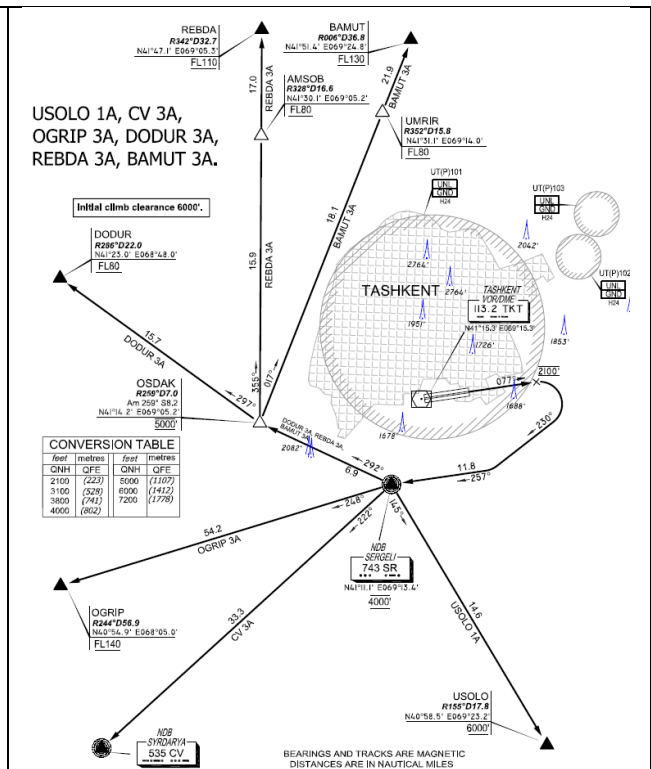 REBDA
R342°D32.7
N41°47.1' E069°05.3'
FL110
BAMUT
R006°D36.8
N41°51.4' E069°24.8'
FL130
17.0
REBDA 3A
AMSOB
R328°D16.6
N41°30.1' E069°05.2'
FL80
21.9
BAMUT 3A
UMRIR
R352°D15.8
N41°31.1' E069°14.0'
FL80
USOLO 1A, CV 3A,
OGRIP 3A, DODUR 3A,
REBDA 3A, BAMUT 3A.
Initial climb clearance 6000'.
UT(P)101
UNL
GND
H24
UT(P)103
UNL
GND
H24
UT(P)102
UNL
GND
H24
DODUR
R286°D22.0
N41°23.0' E068°48.0'
FL80
15.9
REBDA 3A
18.1
BAMUT 3A
2042'
2764'
2764'
TASHKENT
TASHKENT
VOR/DME
113.2 TKT
N41°15.3' E069°15.3'
1951'
1726'
1853'
15.7
DODUR 3A
355°
017°
297°
OSDAK
R259°D7.0
Am 259° S8.2
N41°14.2' E069°05.2'
5000'
077°
2100'
1688'
1678'
230°
DODUR 3A, REBDA 3A,
BAMUT 3A
2082'
292°
6.9
11.8
257°
CONVERSION TABLE
feet metres feet metres
QNH QFE QNH QFE
2100 (223) 5000 (1107)
3100 (528) 6000 (1412)
3800 (741) 7200 (1778)
4000 (802)
248°
222°
145°
54.2
OGRIP 3A
NDB
SERGELI
743 SR
N41°11.1' E069°13.4'
4000'
OGRIP
R244°D56.9
N40°54.9' E068°05.0'
FL140
33.3
CV 3A
14.6
USOLO 1A
USOLO
R155°D17.8
N40°58.5' E069°23.2'
6000'
NDB
SYRDARYA
535 CV
BEARINGS AND TRACKS ARE MAGNETIC
DISTANCES ARE IN NAUTICAL MILES